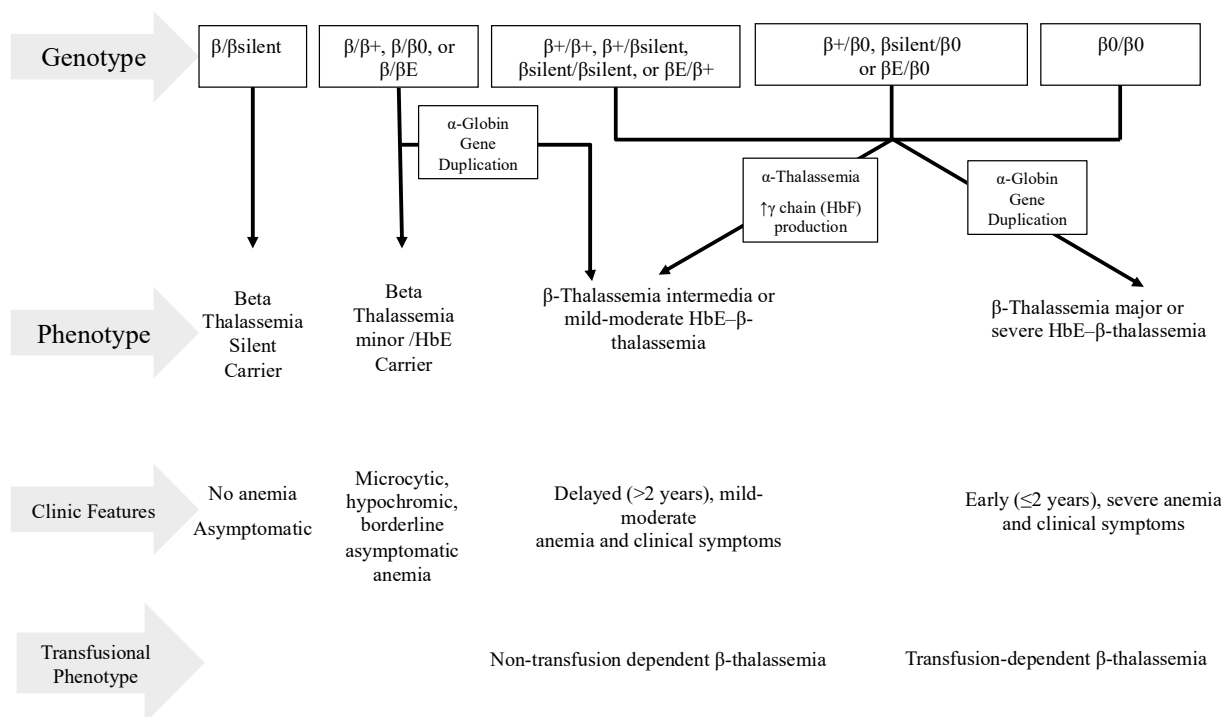 Genotype
β/βsilent
β/β+, β/β0, or
β/βE
β+/β+, β+/βsilent,
βsilent/βsilent, or βE/β+
β+/β0, βsilent/β0
or βE/β0
β0/β0
α-Globin
Gene
Duplication
α-Thalassemia
↑γ chain (HbF)
production
α-Globin
Gene
Duplication
Phenotype
Beta
Thalassemia
Silent
Carrier
Beta
Thalassemia
minor /HbE
Carrier
β-Thalassemia intermedia or
mild-moderate HbE–β-
thalassemia
β-Thalassemia major or
severe HbE–β-thalassemia
Clinic Features
No anemia
Asymptomatic
Microcytic,
hypochromic,
borderline
asymptomatic
anemia
Delayed (>2 years), mild-
moderate
anemia and clinical symptoms
Early (≤2 years), severe anemia
and clinical symptoms
Transfusional
Phenotype
Non-transfusion dependent β-thalassemia
Transfusion-dependent β-thalassemia